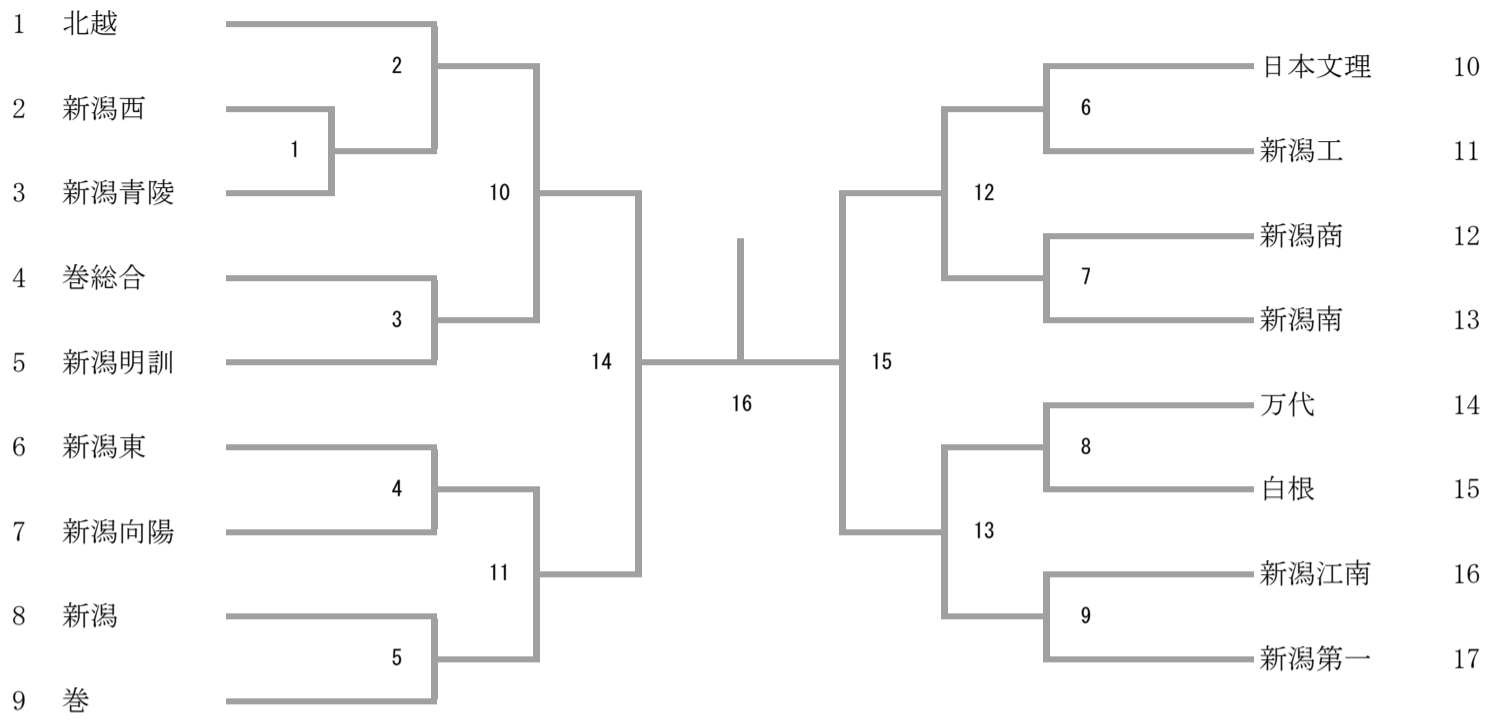 1 北越
2 新潟西
3 新潟青陵
4 巻総合
5 新潟明訓
6 新潟東
7 新潟向陽
8 新潟
9 巻
2
1
10
3
14
4
11
5
16
6
12
7
15
8
13
9
日本文理 10
新潟工 11
新潟商 12
新潟南 13
万代 14
白根 15
新潟江南 16
新潟第一 17